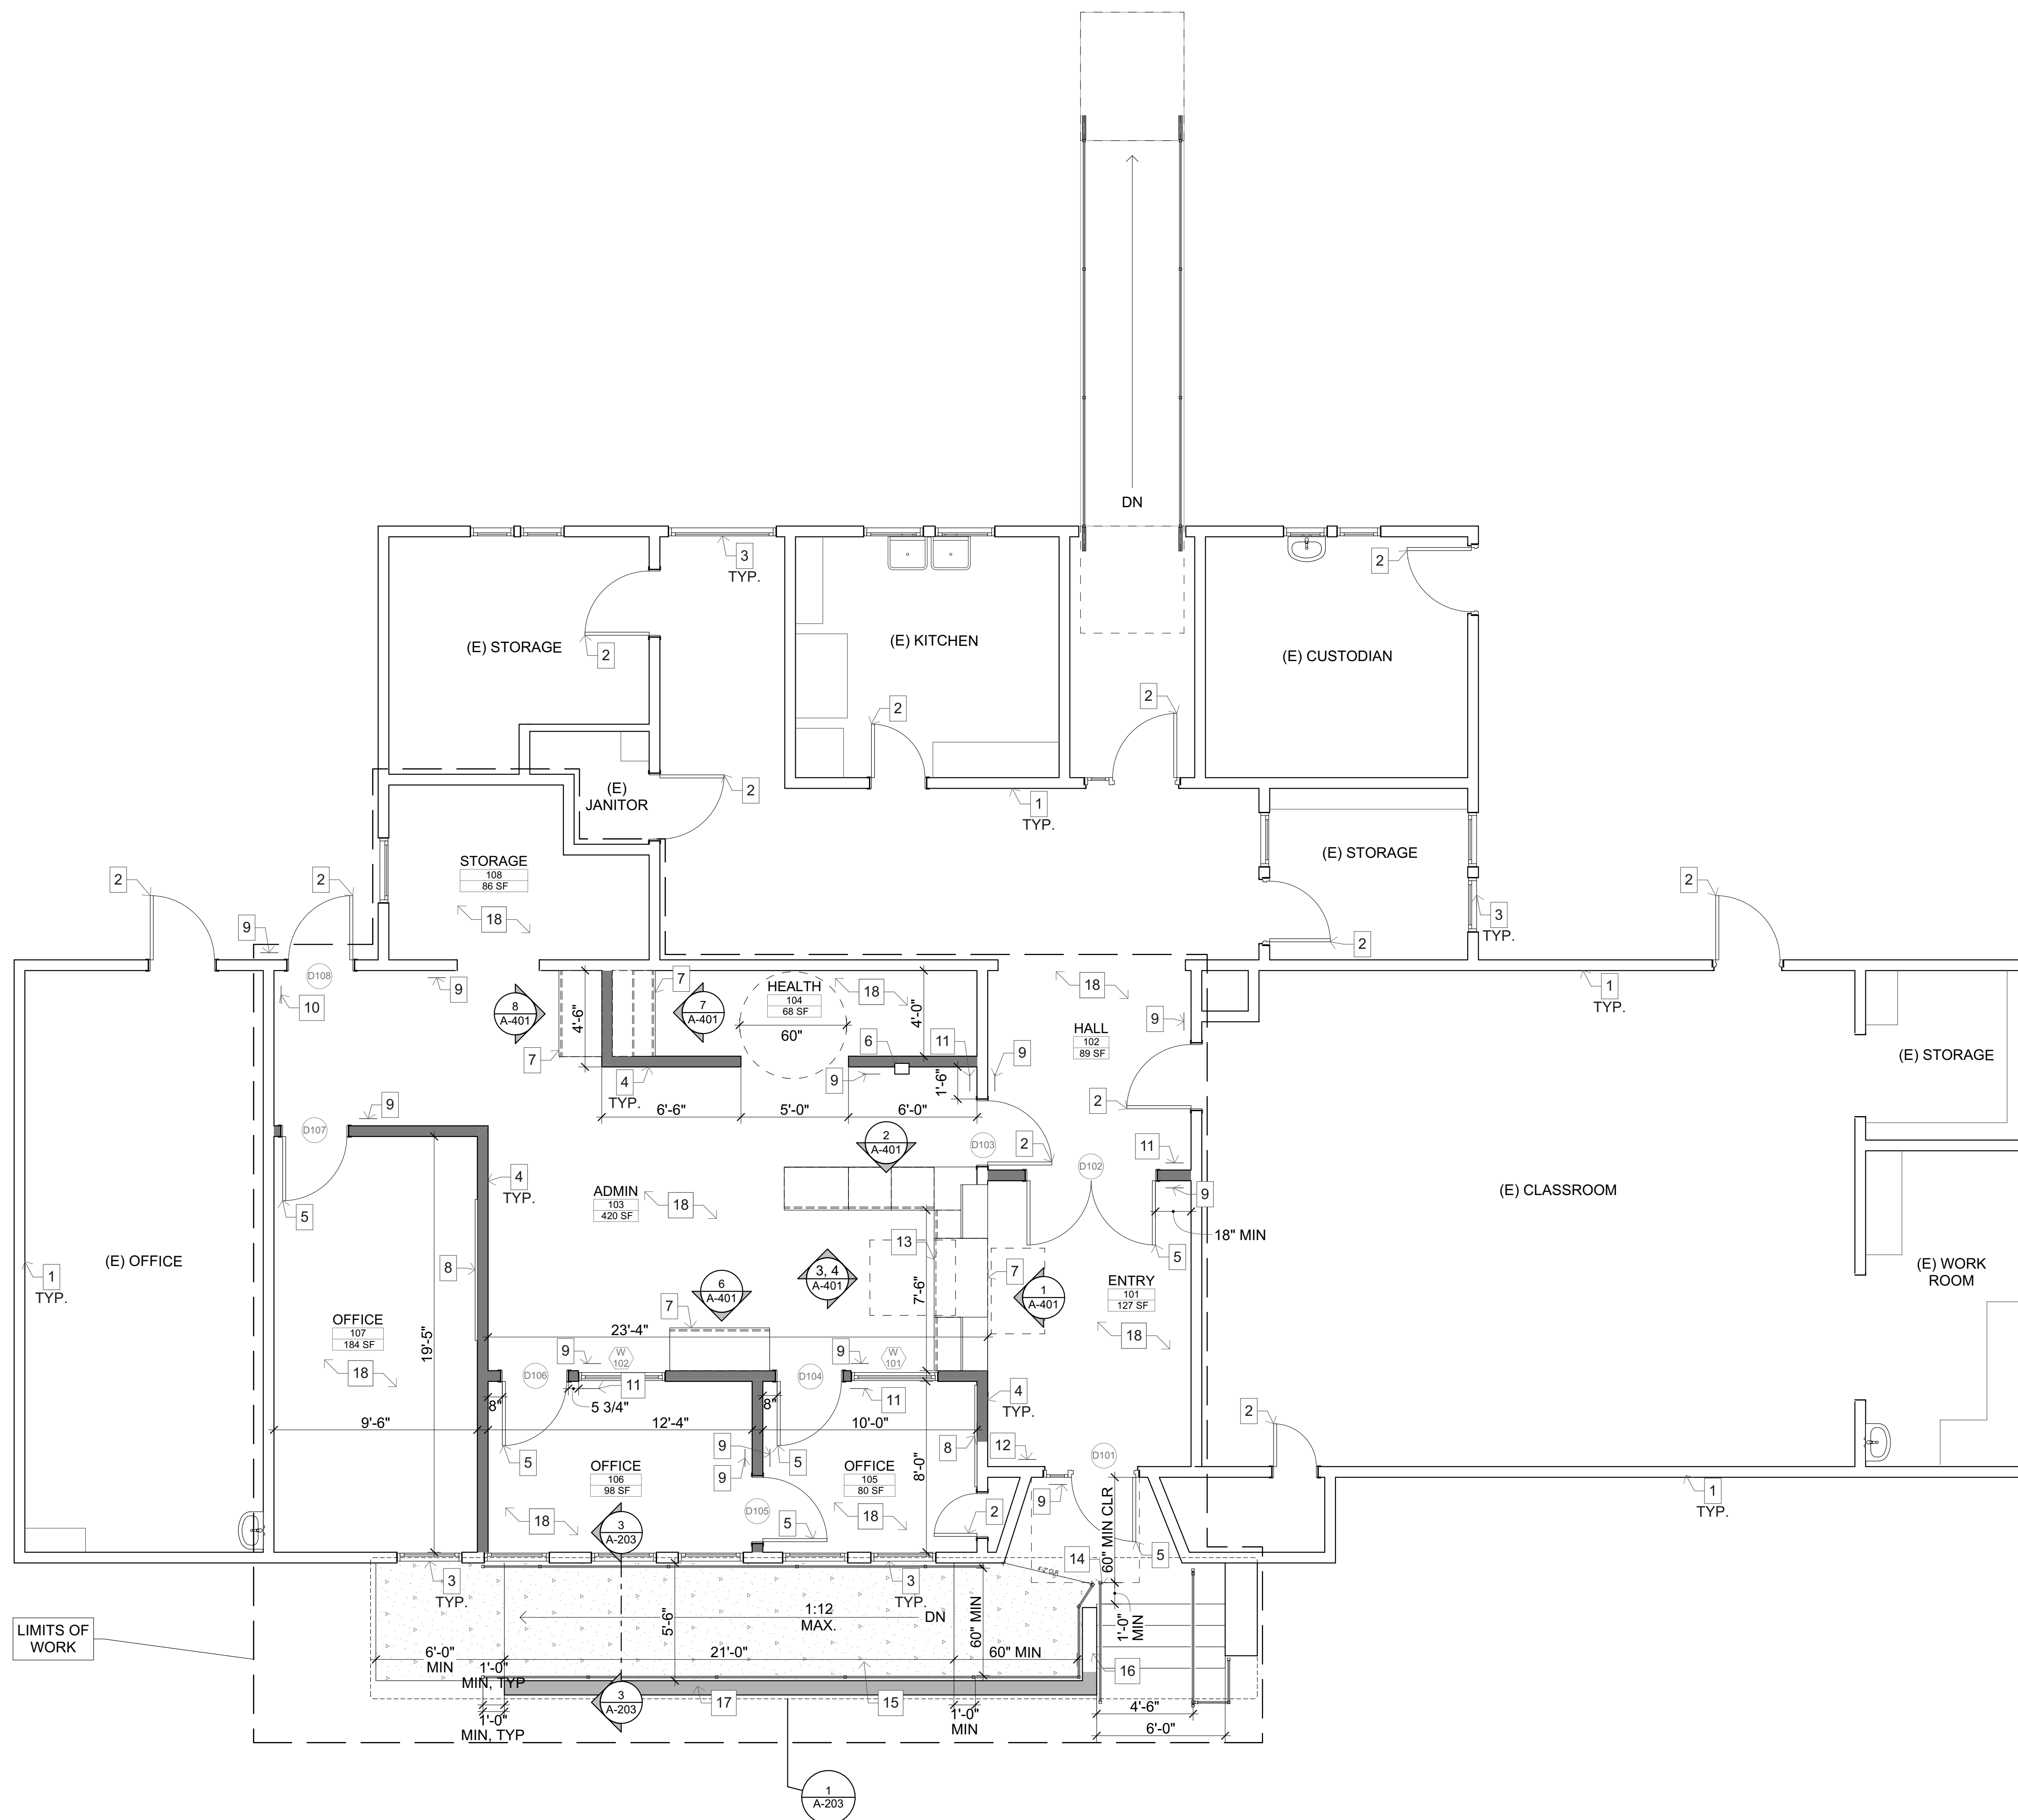 DN
3
TYP.
2
(E) STORAGE
2
(E) KITCHEN
(E) CUSTODIAN
2
2
2
(E)
JANITOR
2
1
TYP.
STORAGE
108
86 SF
18
(E) STORAGE
2
3
TYP.
2
2
9
2
D108
10
9
8
A-401
7
4'-6"
7
A-401
7
HEALTH
104
68 SF
60"
18
4'-0"
6
11
9
9
1'-6"
18
HALL
102
89 SF
9
2
1
TYP.
(E) STORAGE
4
TYP.
6'-6"
5'-0"
6'-0"
9
D107
5
4
TYP.
2
A-401
D103
2
D102
11
9
18" MIN
5
ADMIN
103
420 SF
18
(E) CLASSROOM
(E) OFFICE
1
TYP.
8
13
3, 4
A-401
7'-6"
7
1
A-401
ENTRY
101
127 SF
18
(E) WORK
ROOM
OFFICE
107
184 SF
18
19'-5"
6
A-401
7
23'-4"
9
W
102
9
W
101
D106
D104
11
11
8"
5 3/4"
8"
4
TYP.
9'-6"
12'-4"
10'-0"
2
5
9
9
5
8
12
D101
OFFICE
106
98 SF
18
OFFICE
105
80 SF
18
8'-0"
9
1
TYP.
D105
5
2
3
A-203
60" MIN CLR
14
5
3
TYP.
3
TYP.
1:12
MAX.
DN
5'-6"
60" MIN
1'-0"
MIN
LIMITS OF
WORK
6'-0"
MIN
1'-0"
MIN, TYP
21'-0"
60" MIN
16
17
3
A-203
15
1'-0"
MIN, TYP
1'-0"
MIN
4'-6"
6'-0"
1
A-203